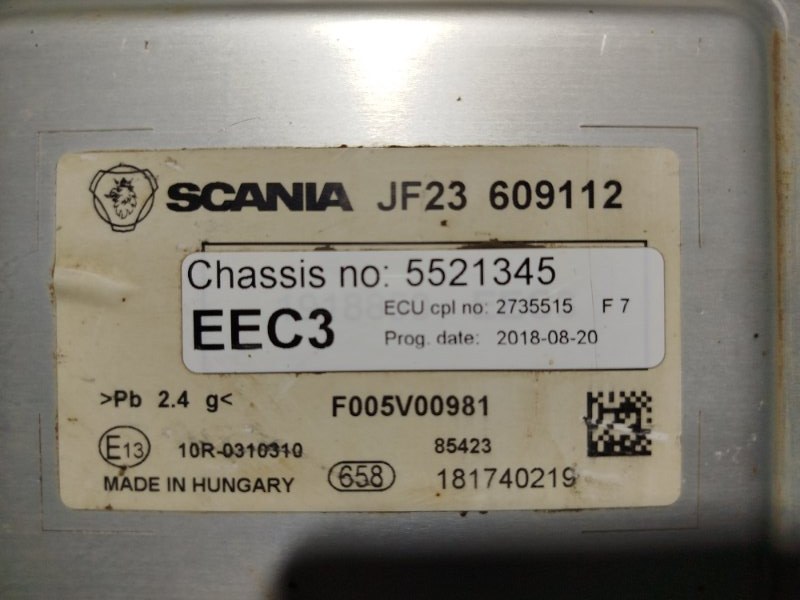 SCANIA JF23 609112
Chassis no: 5521345
ECU cpl no: 2735515 F 7
EEC3
Prog. date: 2018-08-20
>Pb 2.4 g<
F005V00981
E13 10R-0310310
85423
MADE IN HUNGARY
658
181740219